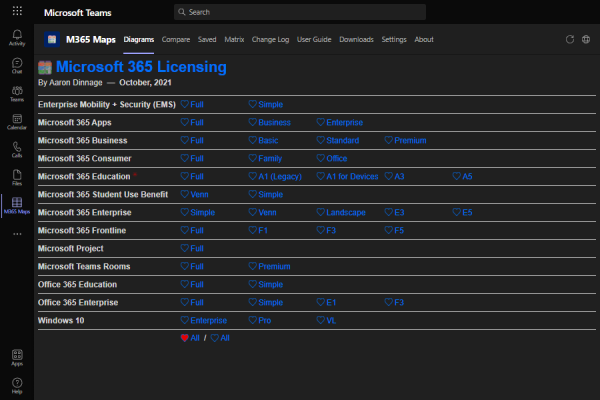 Microsoft Teams
Search
M365 Maps Diagrams Compare Saved Matrix Change Log User Guide Downloads Settings About
Activity
Chat
Teams
Calendar
Calls
Files
M365 Maps
Apps
Help
Microsoft 365 Licensing
By Aaron Dinnage — October, 2021
Enterprise Mobility + Security (EMS) Full Simple
Microsoft 365 Apps Full Business Enterprise
Microsoft 365 Business Full Basic Standard Premium
Microsoft 365 Consumer Full Family Office
Microsoft 365 Education * Full A1 (Legacy) A1 for Devices A3 A5
Microsoft 365 Student Use Benefit Venn Simple
Microsoft 365 Enterprise Simple Venn Landscape E3 E5
Microsoft 365 Frontline Full F1 F3 F5
Microsoft Project Full
Microsoft Teams Rooms Full Premium
Office 365 Education Full Simple
Office 365 Enterprise Full Simple E1 F3
Windows 10 Enterprise Pro VL
All / All